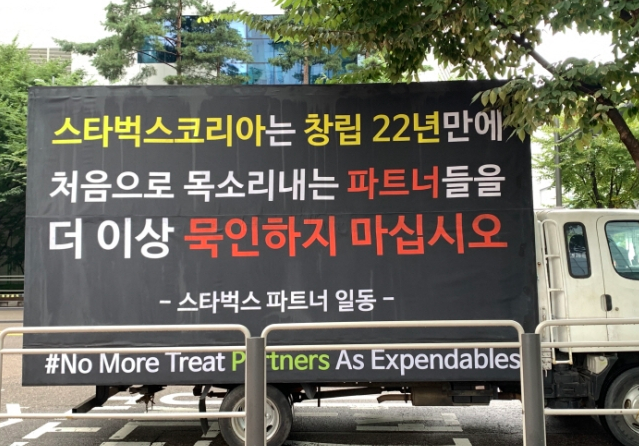 스타벅스코리아는 창립 22년만에
처음으로 목소리내는 파트너들을
더 이상 묵인하지 마십시오
- 스타벅스 파트너 일동 -
#No More Treat Partners As Expendables